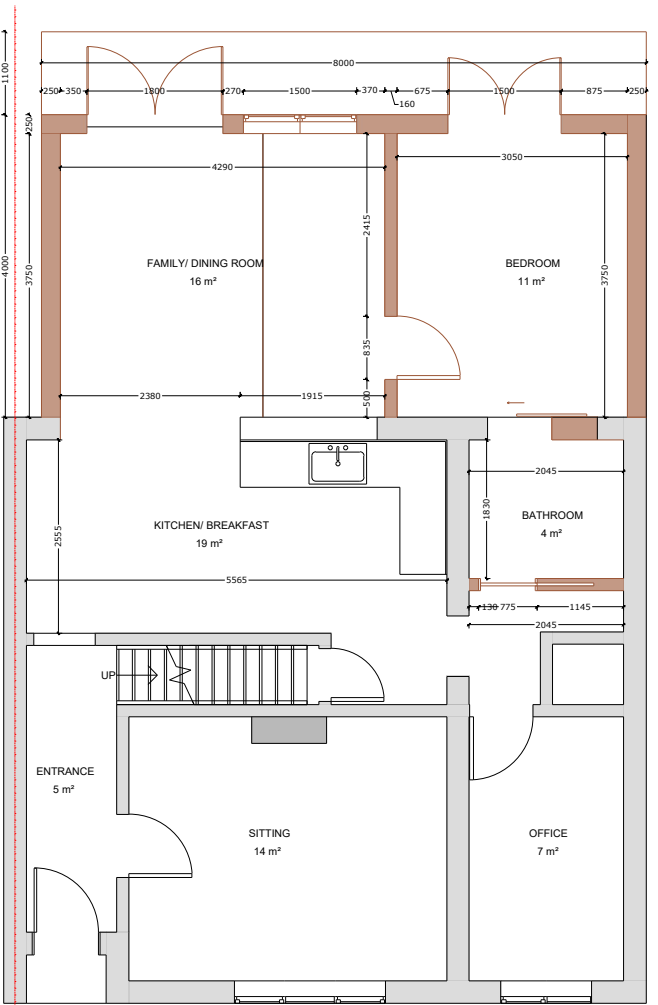 1100
8000
250
350
1800
270
1500
370
160
675
1500
875
250
250
4290
3050
2415
4000
3750
3750
FAMILY/ DINING ROOM
16 m²
BEDROOM
11 m²
835
500
2380
1915
2045
1830
2555
KITCHEN/ BREAKFAST
19 m²
BATHROOM
4 m²
5565
130
775
1145
2045
UP
ENTRANCE
5 m²
SITTING
14 m²
OFFICE
7 m²